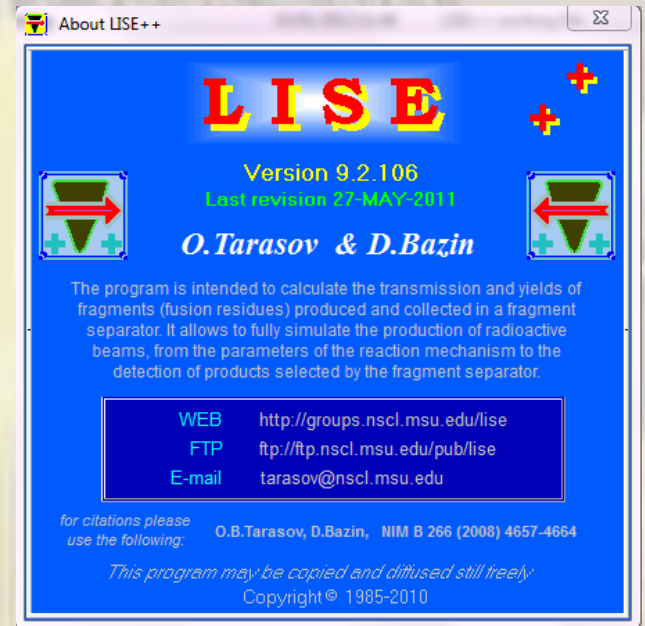 About LISE++
LISE ++
Version 9.2.106
Last revision 27-MAY-2011
O.Tarasov & D.Bazin
The program is intended to calculate the transmission and yields of
fragments (fusion residues) produced and collected in a fragment
separator. It allows to fully simulate the production of radioactive
beams, from the parameters of the reaction mechanism to the
detection of products selected by the fragment separator.
WEB http://groups.nscl.msu.edu/lise
FTP ftp://ftp.nscl.msu.edu/pub/lise
E-mail tarasov@nscl.msu.edu
for citations please
use the following: O.B.Tarasov, D.Bazin, NIM B 266 (2008) 4657-4664
This program may be copied and diffused still freely
Copyright© 1985-2010